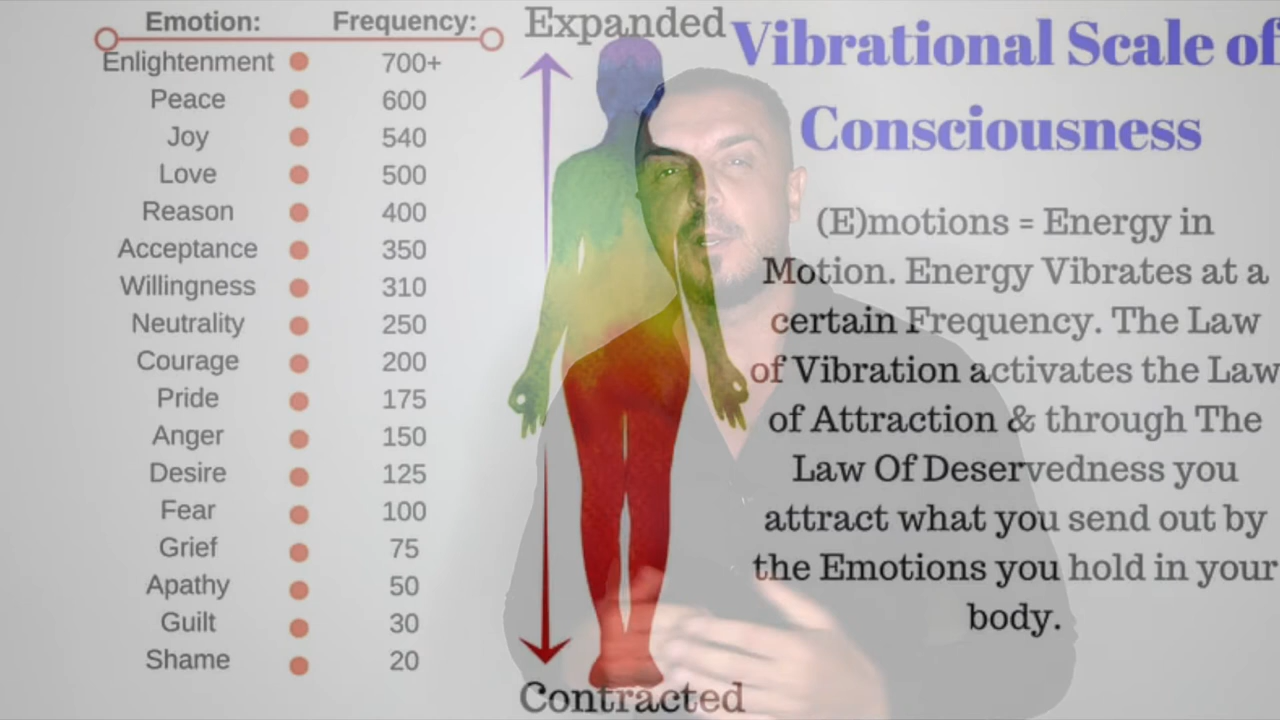 Emotion: Frequency:
Enlightenment 700+
Peace 600
Joy 540
Love 500
Reason 400
Acceptance 350
Willingness 310
Neutrality 250
Courage 200
Pride 175
Anger 150
Desire 125
Fear 100
Grief 75
Apathy 50
Guilt 30
Shame 20
Expanded
Contracted
Vibrational Scale of
Consciousness
(E)motions = Energy in
Motion. Energy Vibrates at a
certain Frequency. The Law
of Vibration activates the Law
of Attraction & through The
Law Of Deservedness you
attract what you send out by
the Emotions you hold in your
body.